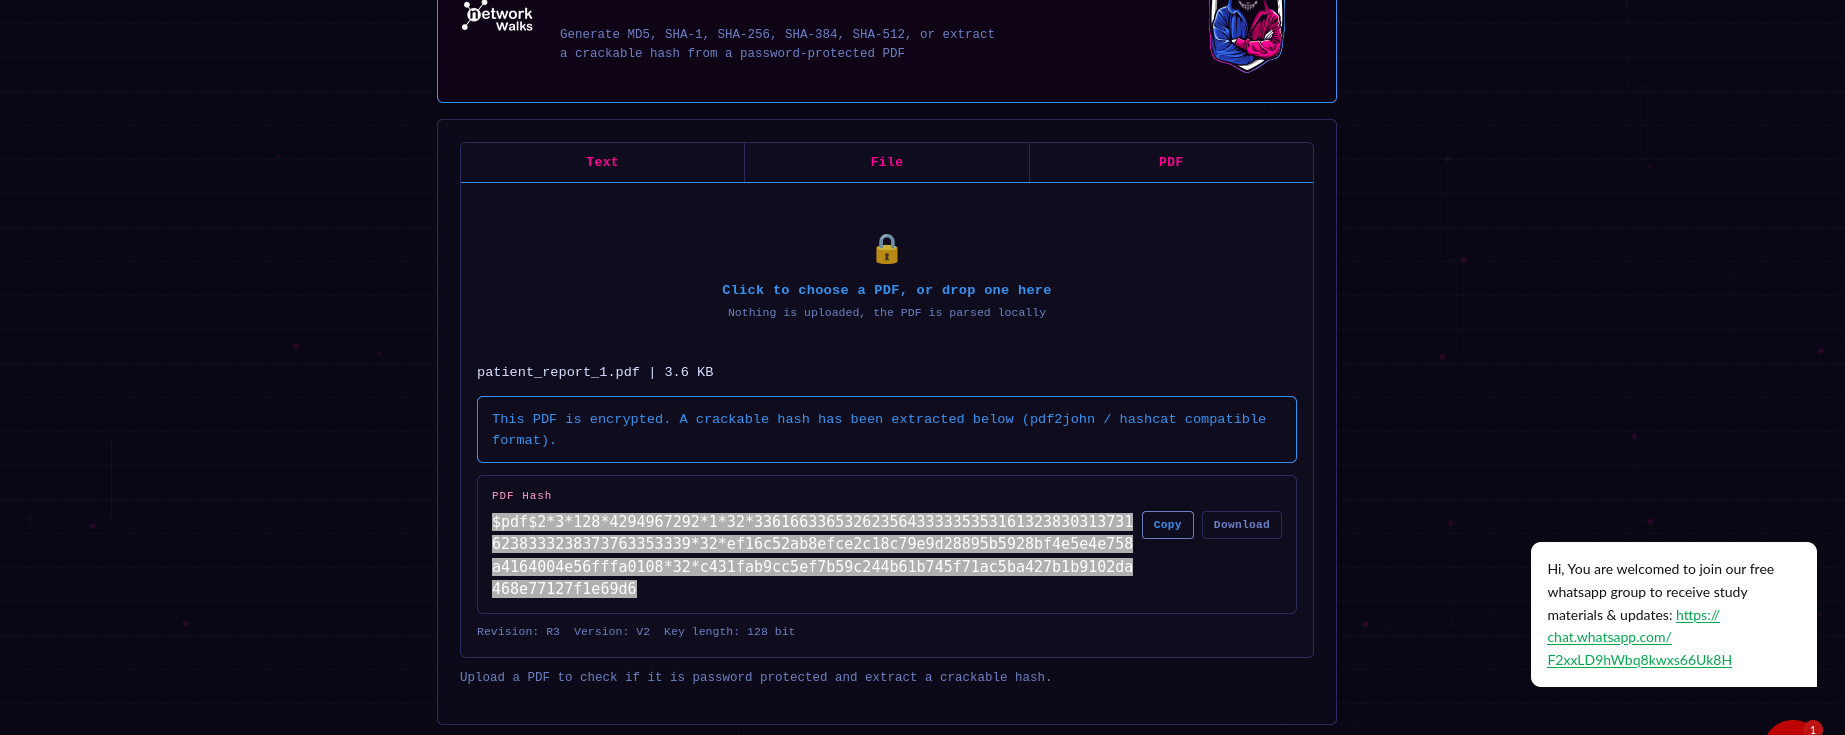 network
walks
Generate MD5, SHA-1, SHA-256, SHA-384, SHA-512, or extract
a crackable hash from a password-protected PDF
Text
File
PDF
Click to choose a PDF, or drop one here
Nothing is uploaded, the PDF is parsed locally
patient_report_1.pdf | 3.6 KB
This PDF is encrypted. A crackable hash has been extracted below (pdf2john / hashcat compatible
format).
PDF Hash
$pdf$2*3*128*4294967292*1*32*336166336532623564333335353161323830313731
6238333238373763353339*32*ef16c52ab8efce2c18c79e9d28895b5928bf4e5e4e758
a4164004e56fffa0108*32*c431fab9cc5ef7b59c244b61b745f71ac5ba427b1b9102da
468e77127f1e69d6
Copy
Download
Revision: R3 Version: V2 Key length: 128 bit
Upload a PDF to check if it is password protected and extract a crackable hash.
Hi, You are welcomed to join our free
whatsapp group to receive study
materials & updates: https://
chat.whatsapp.com/
F2xxLD9hWbq8kwxs66Uk8H
1